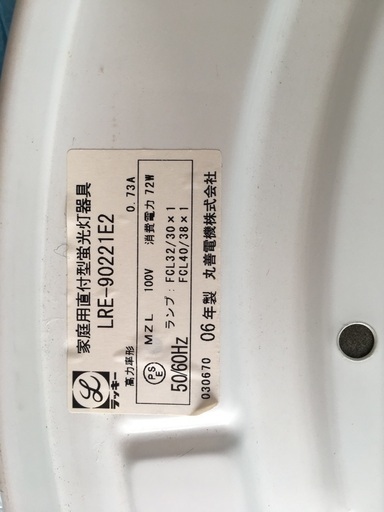 家庭用直付型蛍光灯器具
L
ラッキー
LRE-90221E2
高力率形
0.73A
MZL 100V 消費電力 72W
PS
E
ランプ：FCL32/30×1
FCL40/38×1
50/60Hz
030670 06年製 丸善電機株式会社